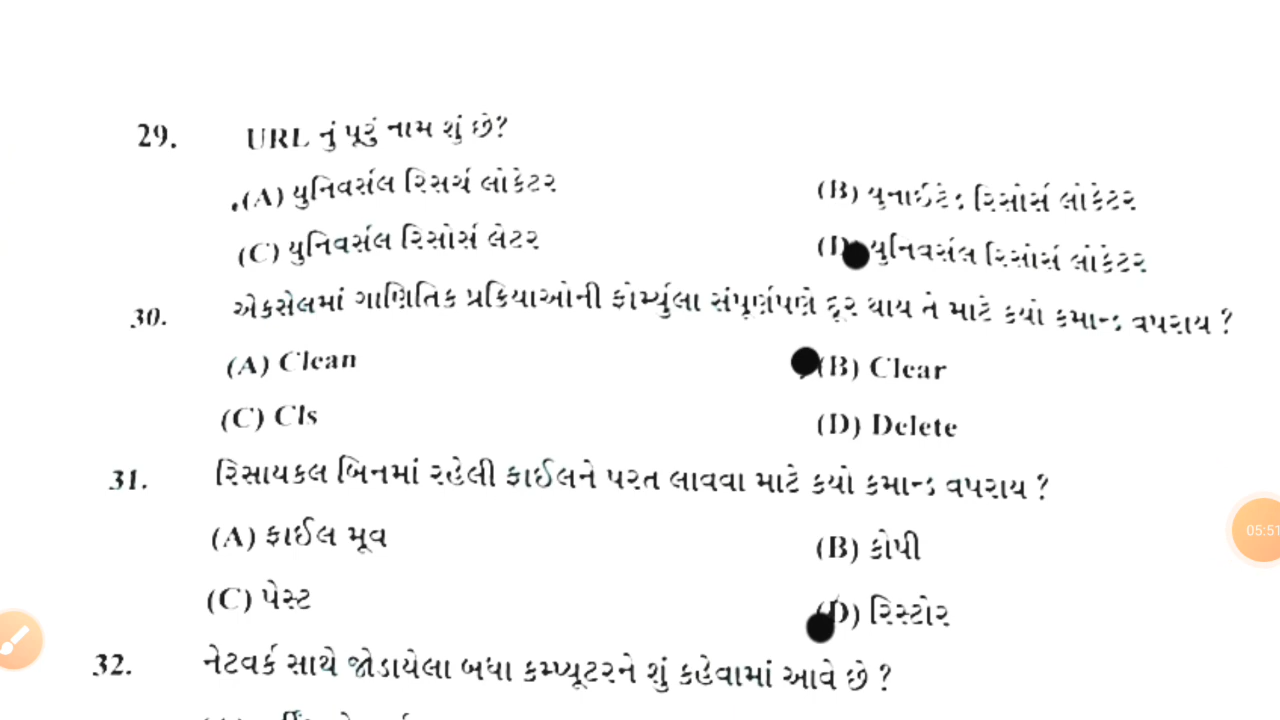 29. URL નું પૂરું નામ શું છે?
(A) યુનિવર્સલ રિસર્ચ લોકેટર (B) યુનાઈટેડ રિસોર્સ લોકેટર
(C) યુનિવર્સલ રિસોર્સ લેટર (D) યુનિવર્સલ રિસોર્સ લોકેટર
30. એકસેલમાં ગાણિતિક પ્રક્રિયાઓની ફોર્મ્યુલા સંપૂર્ણપણે દૂર થાય તે માટે કયો કમાન્ડ વપરાય ?
(A) Clean (B) Clear
(C) Cls (D) Delete
31. રિસાયકલ બિનમાં રહેલી ફાઈલને પરત લાવવા માટે કયો કમાન્ડ વપરાય ?
(A) ફાઈલ મૂવ (B) કોપી
(C) પેસ્ટ (D) રિસ્ટોર
05:51
32. નેટવર્ક સાથે જોડાયેલા બધા કમ્પ્યૂટરને શું કહેવામાં આવે છે ?